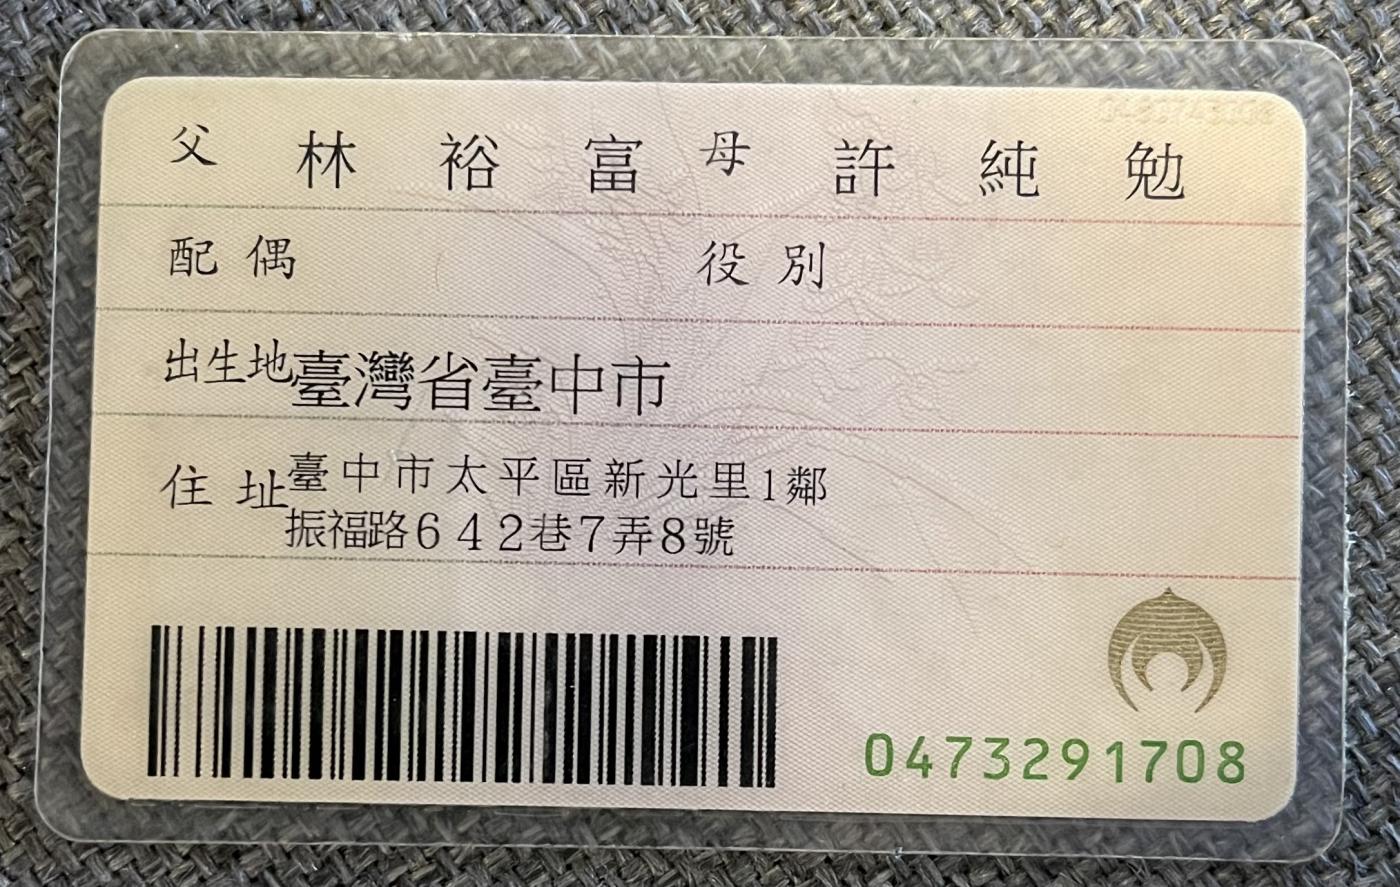 父 林裕富 母 許純勉
配偶 役別
出生地 臺灣省臺中市
住址 臺中市太平區新光里1鄰
振福路642巷7弄8號
0473291708